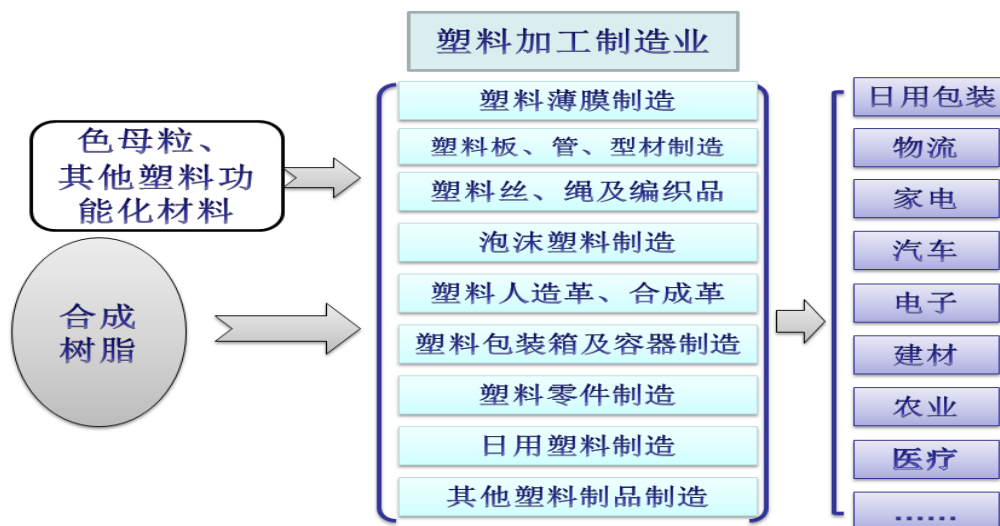 塑料加工制造业
色母粒、
其他塑料功
能化材料
合成
树脂
塑料薄膜制造
塑料板、管、型材制造
塑料丝、绳及编织品
泡沫塑料制造
塑料人造革、合成革
塑料包装箱及容器制造
塑料零件制造
日用塑料制造
其他塑料制品制造
日用包装
物流
家电
汽车
电子
建材
农业
医疗
......